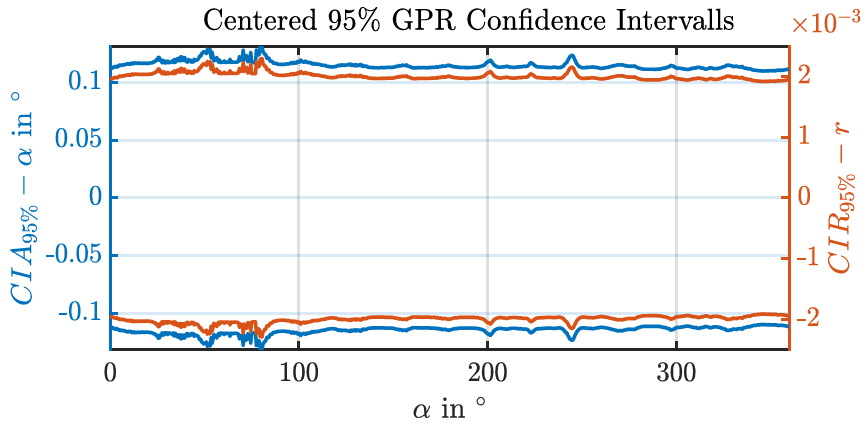 Centered 95% GPR Confidence Intervalls
×10⁻³
CIA₉₅% − α in °
0.1
0.05
0
-0.05
-0.1
2
1
0
-1
-2
CIR₉₅% − r
0 100 200 300
α in °